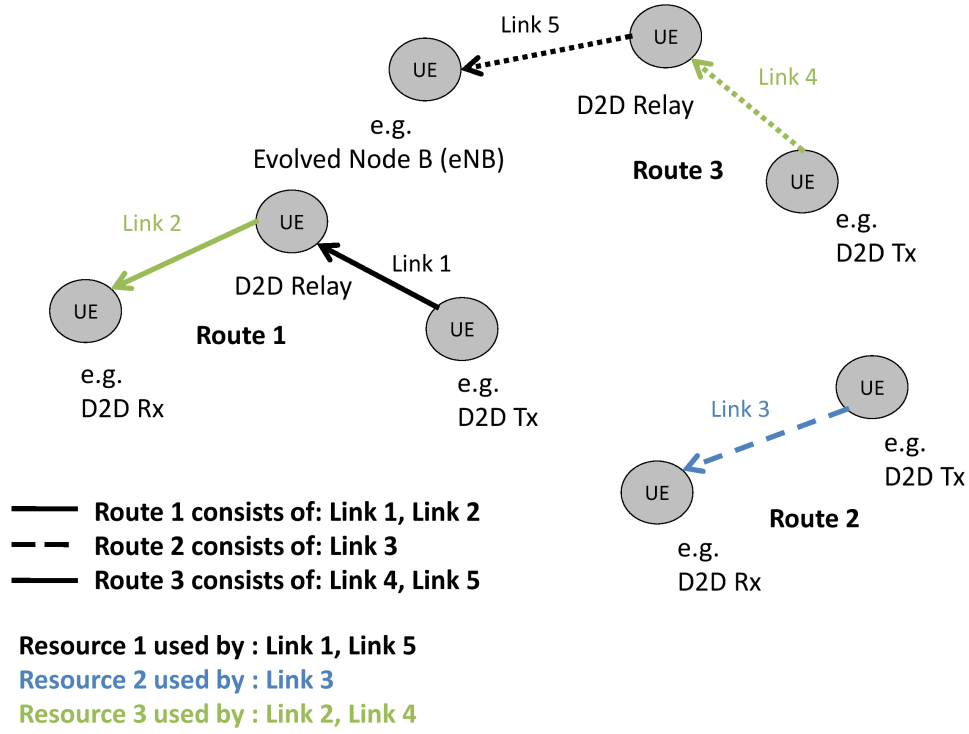 Link 5
UE
UE
Link 4
D2D Relay
e.g.
Evolved Node B (eNB)
Route 3
UE
e.g.
D2D Tx
Link 2
UE
Link 1
D2D Relay
UE
Route 1
UE
e.g.
D2D Rx
e.g.
D2D Tx
UE
Link 3
e.g.
D2D Tx
UE
Route 2
e.g.
D2D Rx
Route 1 consists of: Link 1, Link 2
Route 2 consists of: Link 3
Route 3 consists of: Link 4, Link 5
Resource 1 used by : Link 1, Link 5
Resource 2 used by : Link 3
Resource 3 used by : Link 2, Link 4